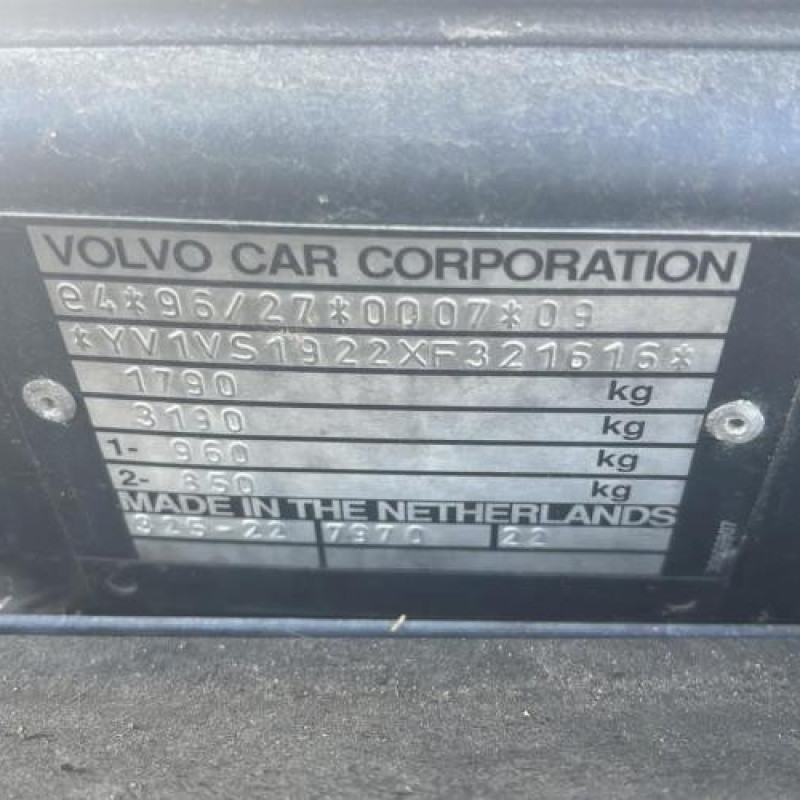 VOLVO CAR CORPORATION
e4*96/27*0007*09
*YV1VS1922XF321616*
1790 kg
3190 kg
1- 960 kg
2- 850 kg
MADE IN THE NETHERLANDS
325-22 7970 22